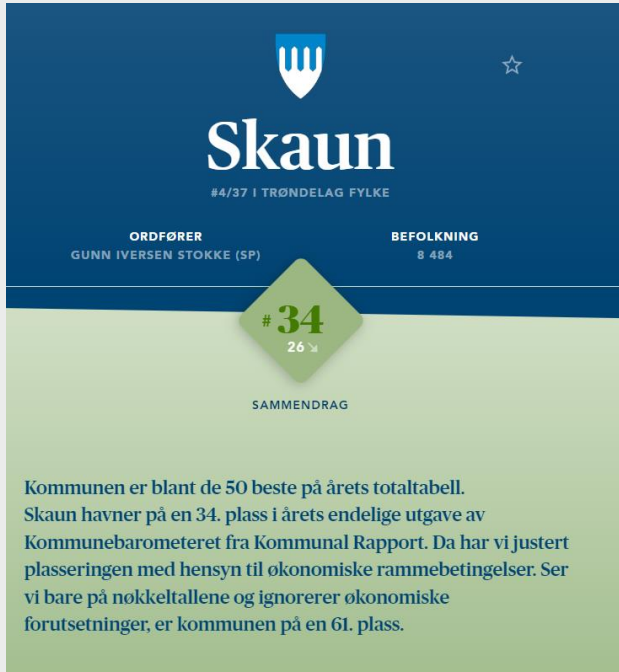 Skaun
#4/37 I TRØNDELAG FYLKE
ORDFØRER
GUNN IVERSEN STOKKE (SP)
BEFOLKNING
8 484
# 34
26 ↘
SAMMENDRAG
Kommunen er blant de 50 beste på årets totaltabell.
Skaun havner på en 34. plass i årets endelige utgave av
Kommunebarometeret fra Kommunal Rapport. Da har vi justert
plasseringen med hensyn til økonomiske rammebetingelser. Ser
vi bare på nøkkeltallene og ignorerer økonomiske
forutsetninger, er kommunen på en 61. plass.